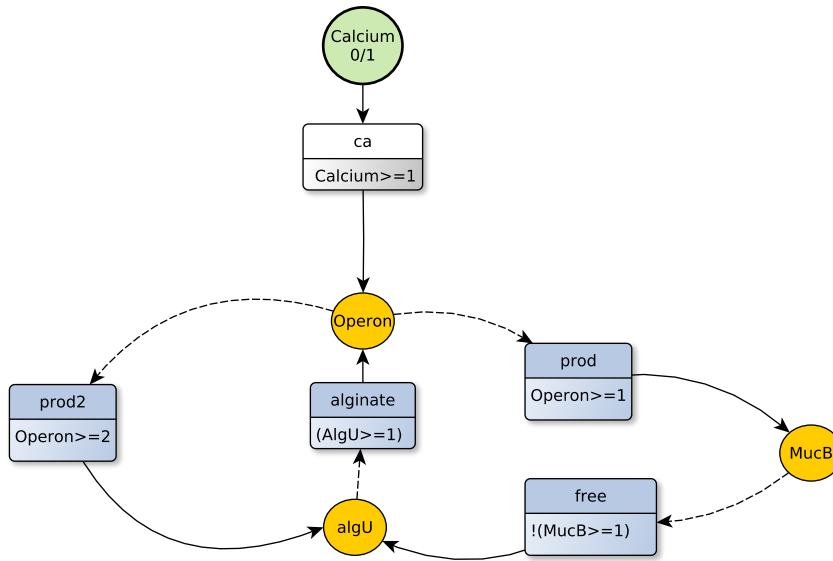 Calcium
0/1
ca
Calcium>=1
Operon
prod
Operon>=1
prod2
Operon>=2
alginate
(AlgU>=1)
MucB
free
!(MucB>=1)
algU